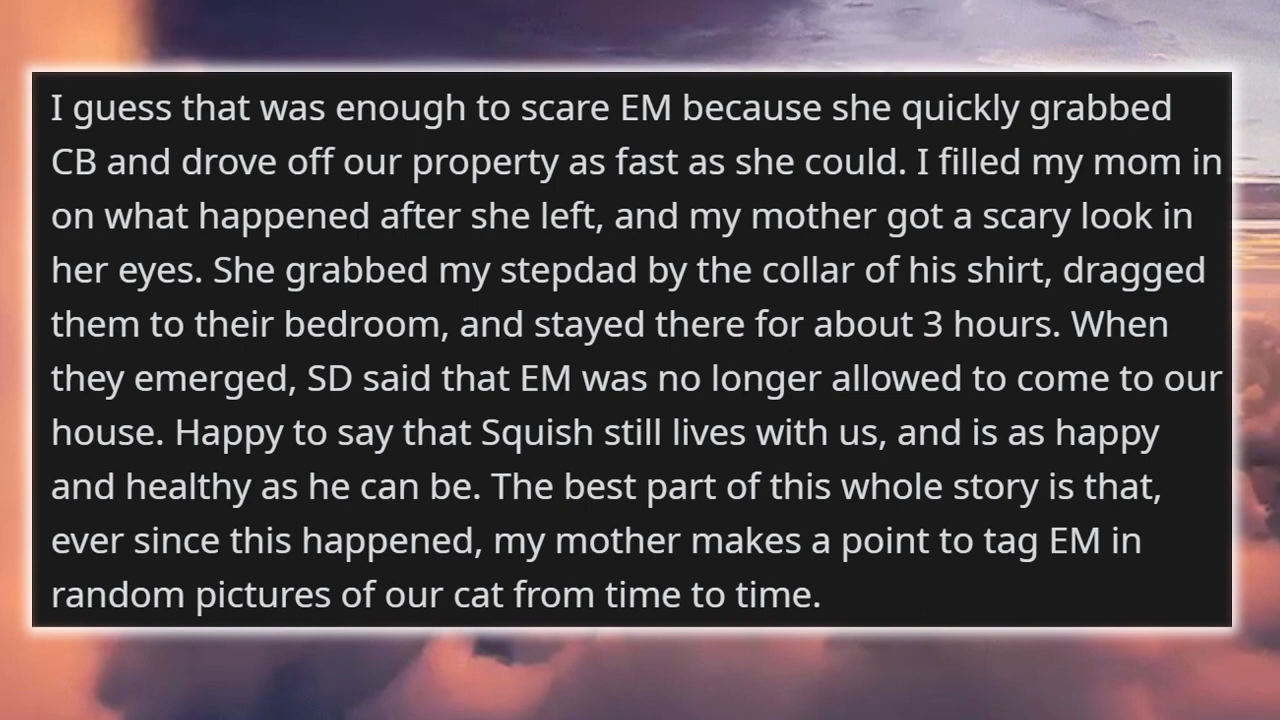 I guess that was enough to scare EM because she quickly grabbed
CB and drove off our property as fast as she could. I filled my mom in
on what happened after she left, and my mother got a scary look in
her eyes. She grabbed my stepdad by the collar of his shirt, dragged
them to their bedroom, and stayed there for about 3 hours. When
they emerged, SD said that EM was no longer allowed to come to our
house. Happy to say that Squish still lives with us, and is as happy
and healthy as he can be. The best part of this whole story is that,
ever since this happened, my mother makes a point to tag EM in
random pictures of our cat from time to time.